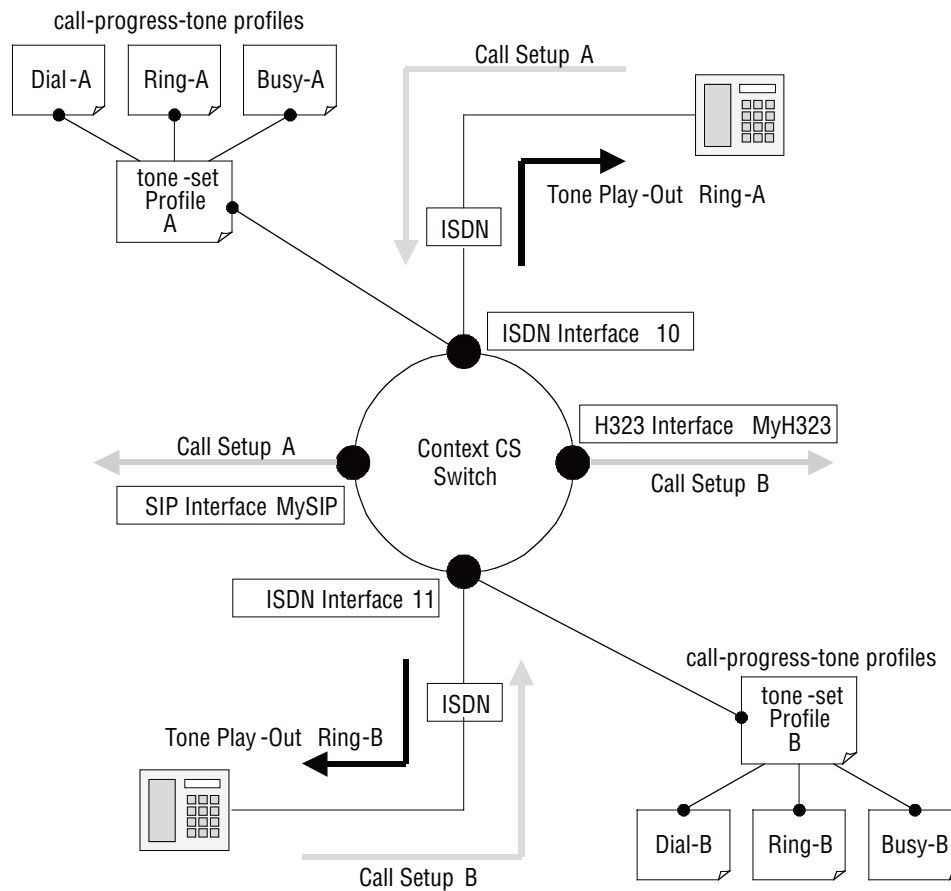 call-progress-tone profiles
Dial-A
Ring-A
Busy-A
tone-set
Profile
A
Call Setup A
ISDN
Tone Play-Out Ring-A
ISDN Interface 10
Call Setup A
SIP Interface MySIP
Context CS
Switch
H323 Interface MyH323
Call Setup B
ISDN Interface 11
ISDN
Tone Play-Out Ring-B
Call Setup B
call-progress-tone profiles
tone-set
Profile
B
Dial-B
Ring-B
Busy-B